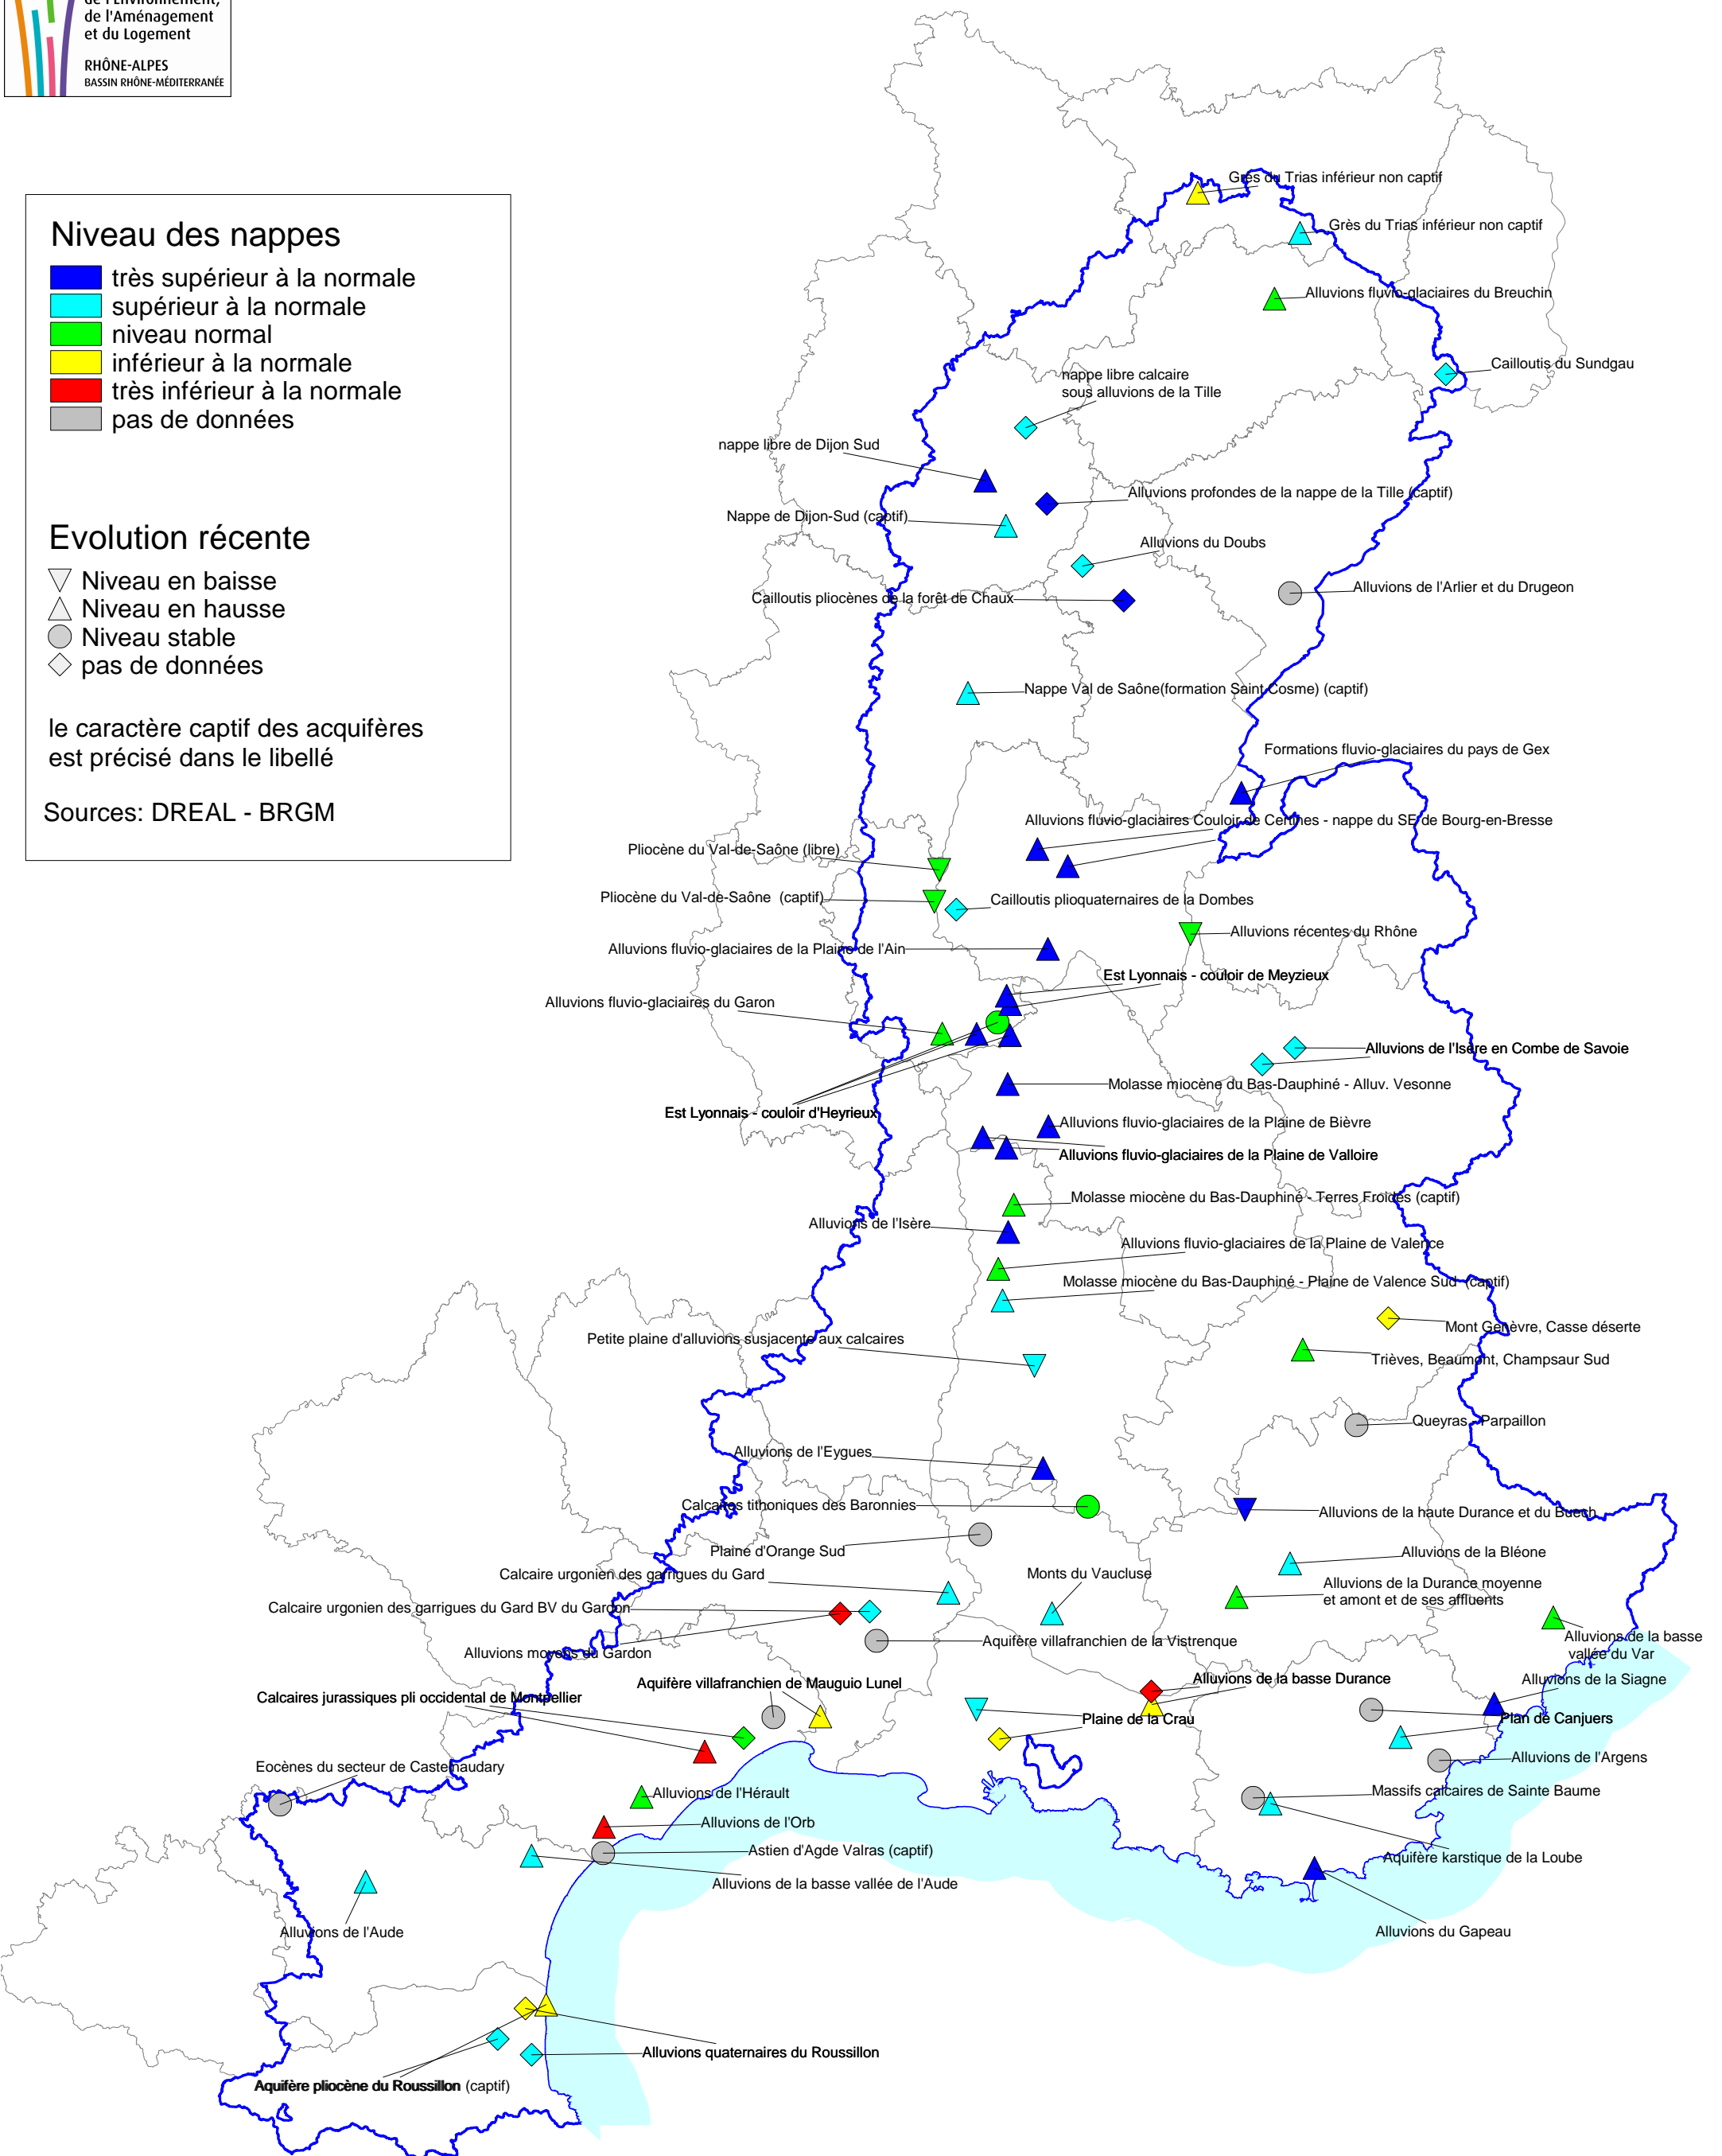 de l'Environnement,
de l'Aménagement
et du Logement
RHÔNE-ALPES
BASSIN RHÔNE-MÉDITERRANÉE
Niveau des nappes
très supérieur à la normale
supérieur à la normale
niveau normal
inférieur à la normale
très inférieur à la normale
pas de données
Evolution récente
Niveau en baisse
Niveau en hausse
Niveau stable
pas de données
le caractère captif des acquifères
est précisé dans le libellé
Sources: DREAL - BRGM
Grès du Trias inférieur non captif
Grès du Trias inférieur non captif
Alluvions fluvio-glaciaires du Breuchin
Cailloutis du Sundgau
nappe libre calcaire
sous alluvions de la Tille
nappe libre de Dijon Sud
Alluvions profondes de la nappe de la Tille (captif)
Nappe de Dijon-Sud (captif)
Alluvions du Doubs
Alluvions de l'Arlier et du Drugeon
Cailloutis pliocènes de la forêt de Chaux
Nappe Val de Saône(formation Saint-Cosme) (captif)
Formations fluvio-glaciaires du pays de Gex
Alluvions fluvio-glaciaires Couloir de Certines - nappe du SE de Bourg-en-Bresse
Pliocène du Val-de-Saône (libre)
Pliocène du Val-de-Saône (captif)
Cailloutis plioquaternaires de la Dombes
Alluvions récentes du Rhône
Alluvions fluvio-glaciaires de la Plaine de l'Ain
Est Lyonnais - couloir de Meyzieux
Alluvions fluvio-glaciaires du Garon
Alluvions de l'Isère en Combe de Savoie
Molasse miocène du Bas-Dauphiné - Alluv. Vesonne
Est Lyonnais - couloir d'Heyrieux
Alluvions fluvio-glaciaires de la Plaine de Bièvre
Alluvions fluvio-glaciaires de la Plaine de Valloire
Molasse miocène du Bas-Dauphiné - Terres Froides (captif)
Alluvions de l'Isère
Alluvions fluvio-glaciaires de la Plaine de Valence
Molasse miocène du Bas-Dauphiné - Plaine de Valence Sud (captif)
Mont Genèvre, Casse déserte
Petite plaine d'alluvions susjacente aux calcaires
Trièves, Beaumont, Champsaur Sud
Queyras - Parpaillon
Alluvions de l'Eygues
Calcaires tithoniques des Baronnies
Alluvions de la haute Durance et du Buech
Plaine d'Orange Sud
Alluvions de la Bléone
Calcaire urgonien des garrigues du Gard
Monts du Vaucluse
Alluvions de la Durance moyenne
et amont et de ses affluents
Calcaire urgonien des garrigues du Gard BV du Gardon
Alluvions de la basse
vallée du Var
Aquifère villafranchien de la Vistrenque
Alluvions moyens du Gardon
Alluvions de la basse Durance
Alluvions de la Siagne
Aquifère villafranchien de Mauguio Lunel
Calcaires jurassiques pli occidental de Montpellier
Plaine de la Crau
Plan de Canjuers
Alluvions de l'Argens
Eocènes du secteur de Castelnaudary
Massifs calcaires de Sainte Baume
Alluvions de l'Hérault
Alluvions de l'Orb
Astien d'Agde Valras (captif)
Aquifère karstique de la Loube
Alluvions de la basse vallée de l'Aude
Alluvions de l'Aude
Alluvions du Gapeau
Alluvions quaternaires du Roussillon
Aquifère pliocène du Roussillon (captif)